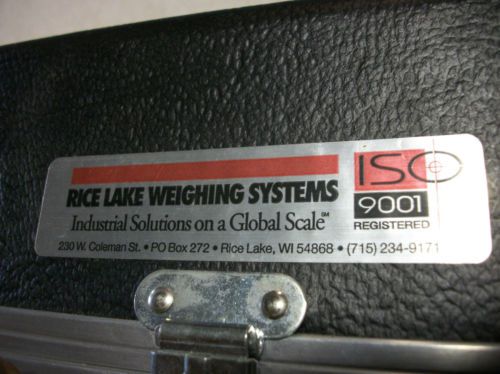 RICE LAKE WEIGHING SYSTEMS
Industrial Solutions on a Global Scale℠
230 W. Coleman St. • PO Box 272 • Rice Lake, WI 54868 • (715) 234-9171
ISO
9001
REGISTERED